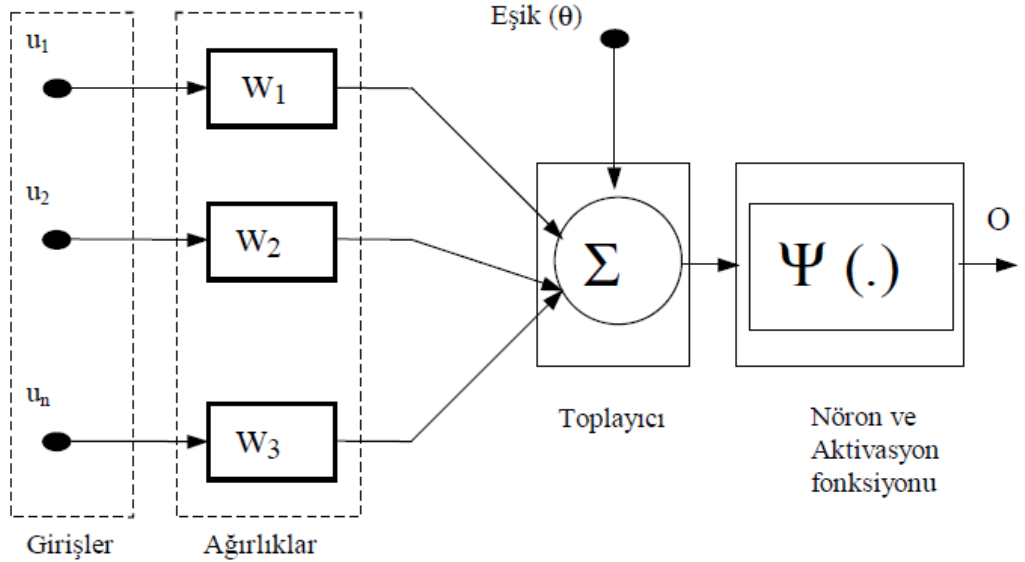 Eşik (θ)
u1
W1
u2
W2
Σ
Ψ (.)
O
un
W3
Toplayıcı
Nöron ve
Aktivasyon
fonksiyonu
Girişler
Ağırlıklar